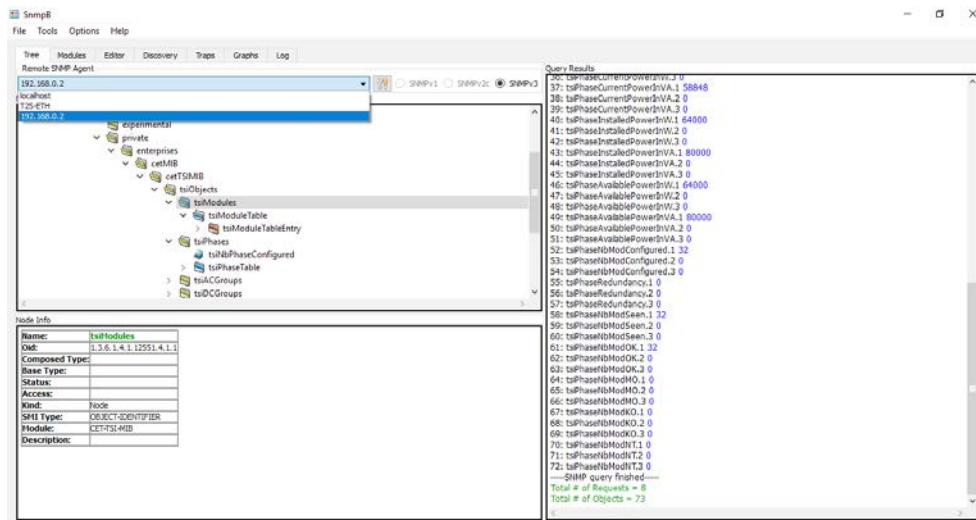 SnmpB
File Tools Options Help
Tree Modules Editor Discovery Traps Graphs Log
Remote SNMP Agent
192.168.0.2
SNMPv1 SNMPv2c SNMPv3
localhost
T2S-ETH
192.168.0.2
experimental
private
enterprises
cetMIB
cetTSIMIB
tsiObjects
tsiModules
tsiModuleTable
tsiModuleTableEntry
tsiPhases
tsiNbPhaseConfigured
tsiPhaseTable
tsiACGroups
tsiDCGroups
Node Info
Name: tsiModules
Oid: 1.3.6.1.4.1.12551.4.1.1
Composed Type:
Base Type:
Status:
Access:
Kind: Node
SMI Type: OBJECT-IDENTIFIER
Module: CET-TSI-MIB
Description:
Query Results
36: tsiPhaseCurrentPowerInW.3 0
37: tsiPhaseCurrentPowerInVA.1 58848
38: tsiPhaseCurrentPowerInVA.2 0
39: tsiPhaseCurrentPowerInVA.3 0
40: tsiPhaseInstalledPowerInW.1 64000
41: tsiPhaseInstalledPowerInW.2 0
42: tsiPhaseInstalledPowerInW.3 0
43: tsiPhaseInstalledPowerInVA.1 80000
44: tsiPhaseInstalledPowerInVA.2 0
45: tsiPhaseInstalledPowerInVA.3 0
46: tsiPhaseAvailablePowerInW.1 64000
47: tsiPhaseAvailablePowerInW.2 0
48: tsiPhaseAvailablePowerInW.3 0
49: tsiPhaseAvailablePowerInVA.1 80000
50: tsiPhaseAvailablePowerInVA.2 0
51: tsiPhaseAvailablePowerInVA.3 0
52: tsiPhaseNbModConfigured.1 32
53: tsiPhaseNbModConfigured.2 0
54: tsiPhaseNbModConfigured.3 0
55: tsiPhaseRedundancy.1 0
56: tsiPhaseRedundancy.2 0
57: tsiPhaseRedundancy.3 0
58: tsiPhaseNbModSeen.1 32
59: tsiPhaseNbModSeen.2 0
60: tsiPhaseNbModSeen.3 0
61: tsiPhaseNbModOK.1 32
62: tsiPhaseNbModOK.2 0
63: tsiPhaseNbModOK.3 0
64: tsiPhaseNbModMO.1 0
65: tsiPhaseNbModMO.2 0
66: tsiPhaseNbModMO.3 0
67: tsiPhaseNbModKO.1 0
68: tsiPhaseNbModKO.2 0
69: tsiPhaseNbModKO.3 0
70: tsiPhaseNbModNT.1 0
71: tsiPhaseNbModNT.2 0
72: tsiPhaseNbModNT.3 0
-----SNMP query finished-----
Total # of Requests = 8
Total # of Objects = 73